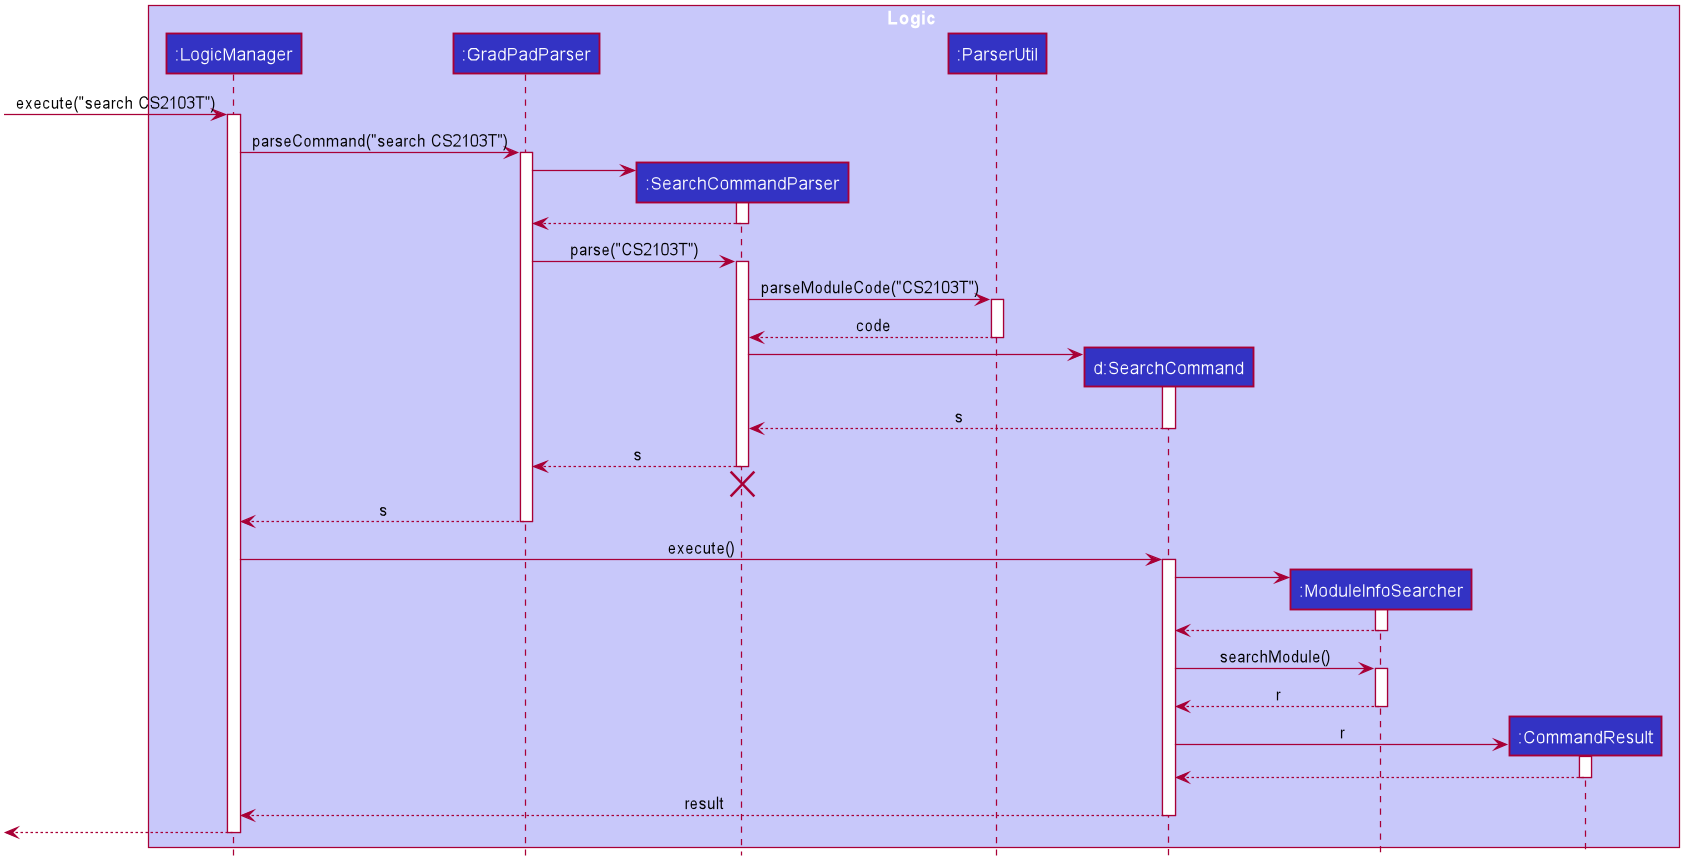 Logic
:LogicManager
:GradPadParser
:ParserUtil
execute("search CS2103T")
parseCommand("search CS2103T")
:SearchCommandParser
parse("CS2103T")
parseModuleCode("CS2103T")
code
d:SearchCommand
s
s
s
execute()
:ModuleInfoSearcher
searchModule()
r
r
:CommandResult
result